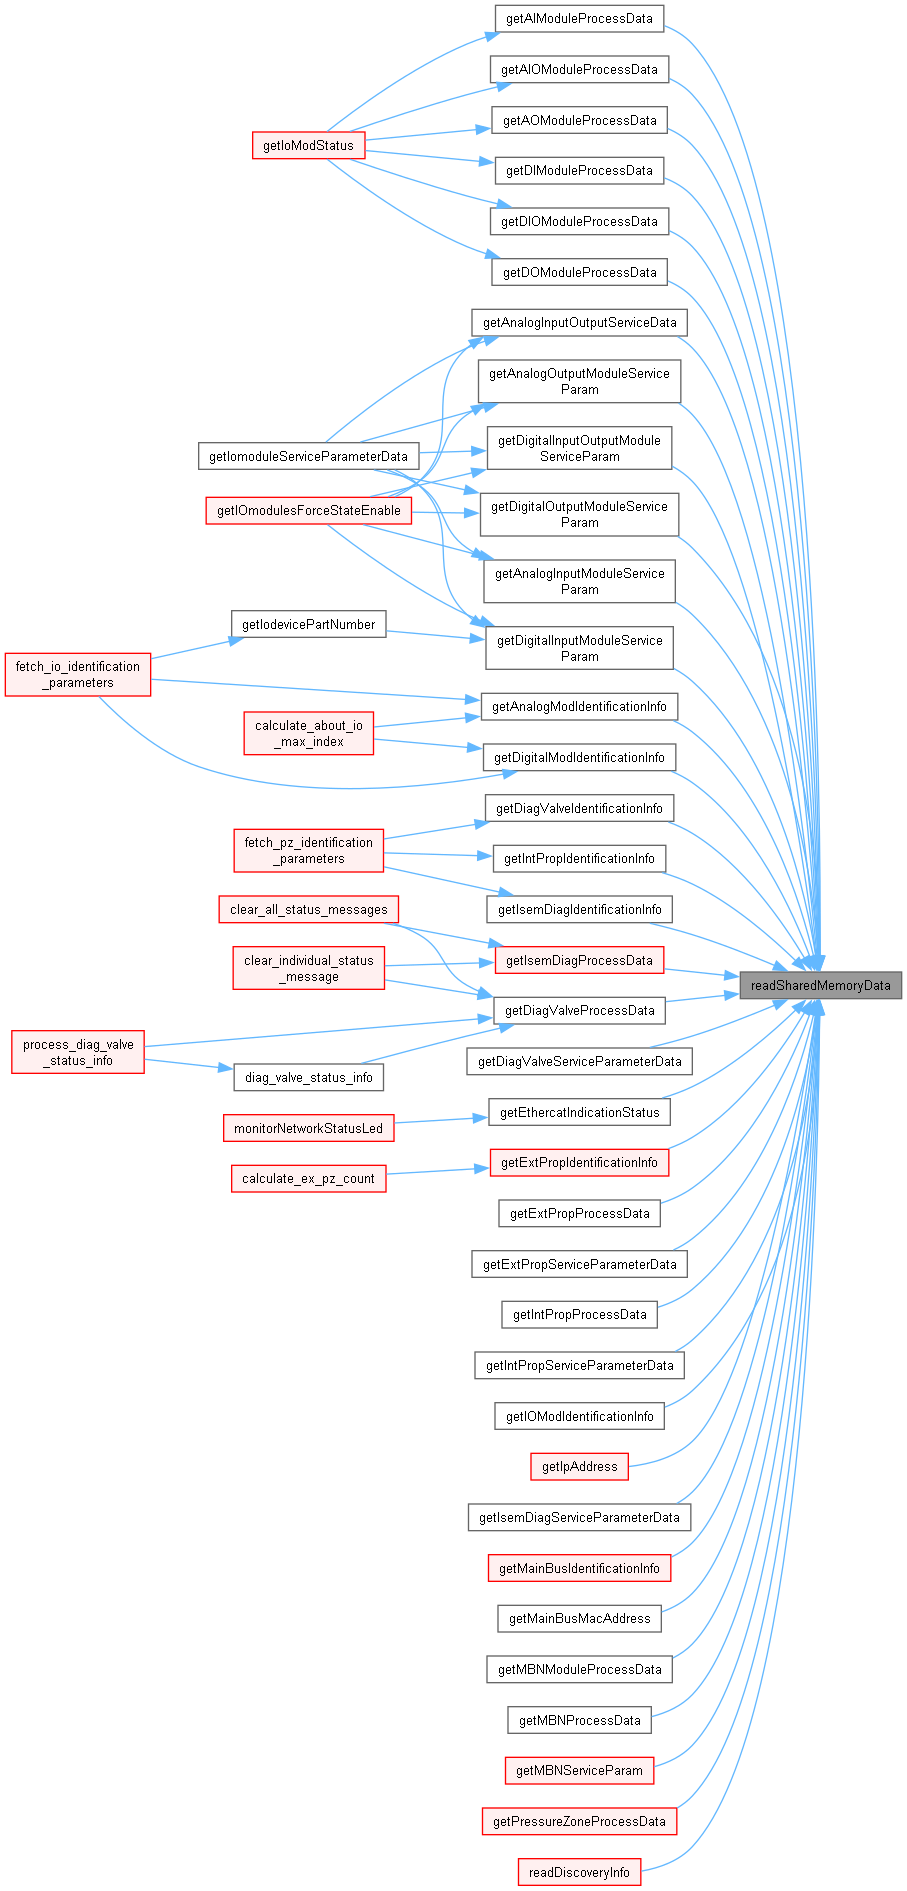 getAIModuleProcessData
getAIOModuleProcessData
getAOModuleProcessData
getIoModStatus
getDIModuleProcessData
getDIOModuleProcessData
getDOModuleProcessData
getAnalogInputOutputServiceData
getAnalogOutputModuleService
Param
getDigitalInputOutputModule
ServiceParam
getIomoduleServiceParameterData
getIOmodulesForceStateEnable
getDigitalOutputModuleService
Param
getAnalogInputModuleService
Param
getIodevicePartNumber
getDigitalInputModuleService
Param
fetch_io_identification
_parameters
getAnalogModIdentificationInfo
calculate_about_io
_max_index
getDigitalModIdentificationInfo
getDiagValveIdentificationInfo
fetch_pz_identification
_parameters
getIntPropIdentificationInfo
clear_all_status_messages
getIsemDiagIdentificationInfo
clear_individual_status
_message
getIsemDiagProcessData
readSharedMemoryData
getDiagValveProcessData
process_diag_valve
_status_info
getDiagValveServiceParameterData
diag_valve_status_info
getEthercatIndicationStatus
monitorNetworkStatusLed
getExtPropIdentificationInfo
calculate_ex_pz_count
getExtPropProcessData
getExtPropServiceParameterData
getIntPropProcessData
getIntPropServiceParameterData
getIOModIdentificationInfo
getIpAddress
getIsemDiagServiceParameterData
getMainBusIdentificationInfo
getMainBusMacAddress
getMBNModuleProcessData
getMBNProcessData
getMBNServiceParam
getPressureZoneProcessData
readDiscoveryInfo